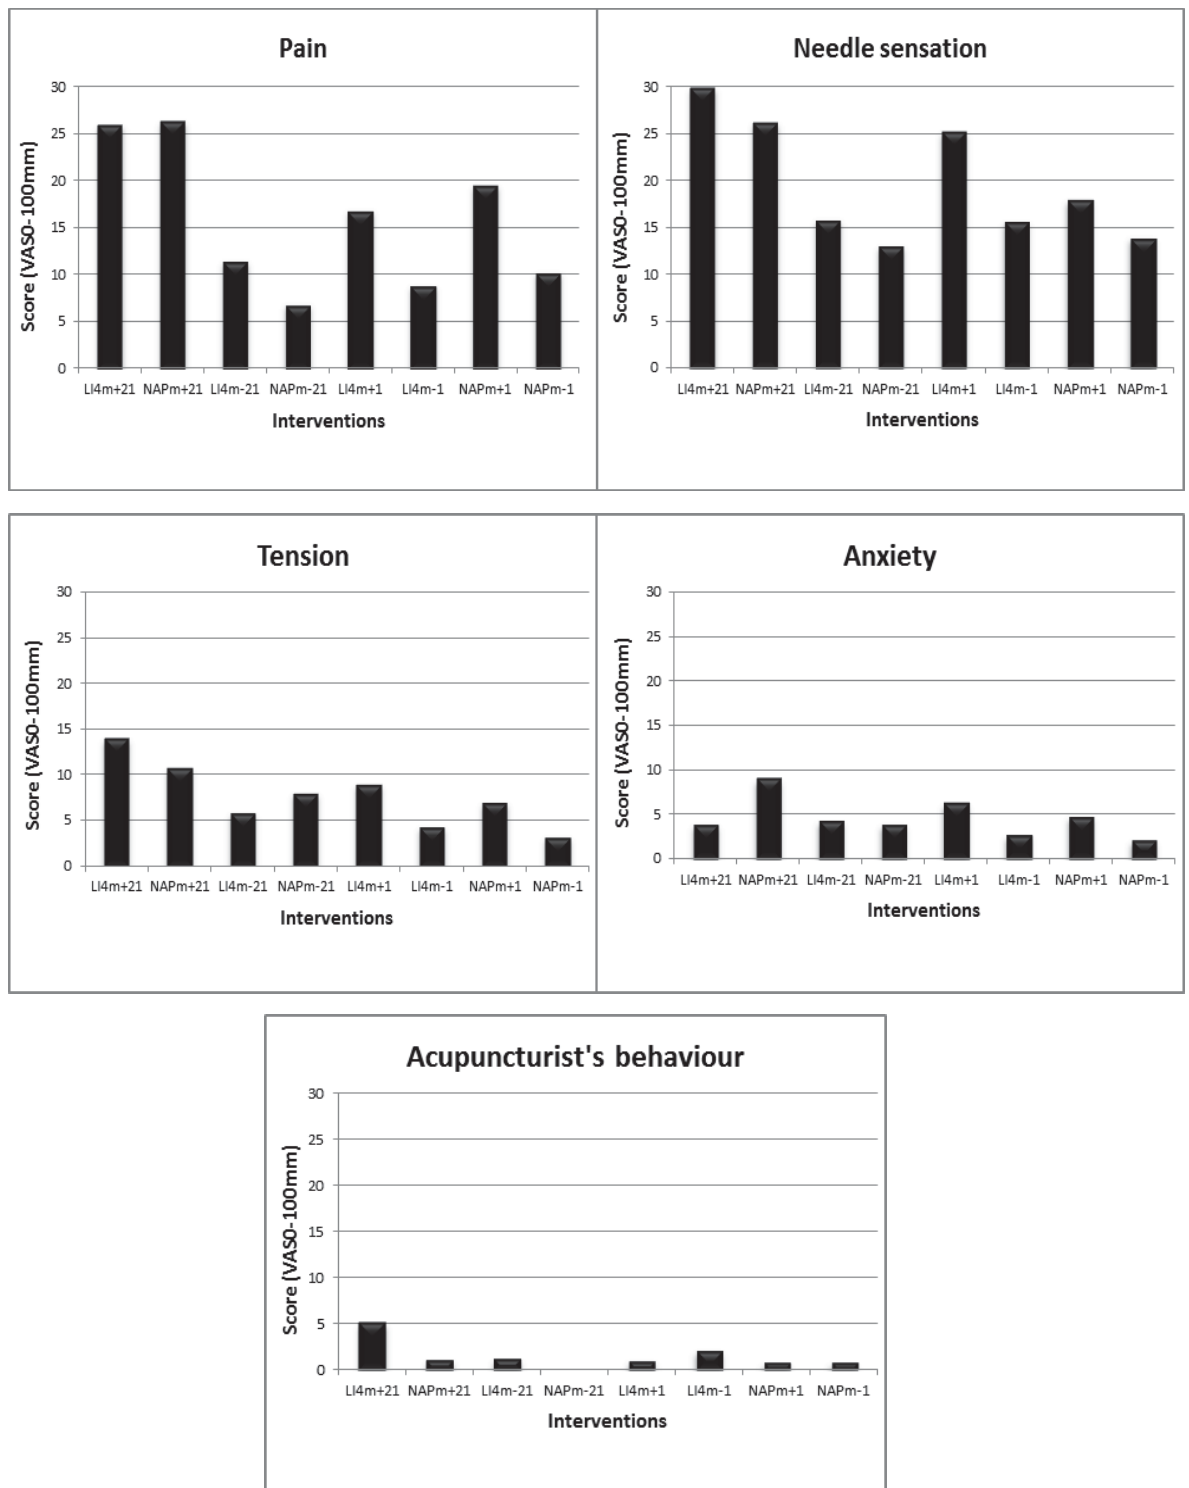 Pain
30
25
20
15
10
5
0
Score (VAS0-100mm)
LI4m+21 NAPm+21 LI4m-21 NAPm-21 LI4m+1 LI4m-1 NAPm+1 NAPm-1
Interventions
Needle sensation
30
25
20
15
10
5
0
Score (VAS0-100mm)
LI4m+21 NAPm+21 LI4m-21 NAPm-21 LI4m+1 LI4m-1 NAPm+1 NAPm-1
Interventions
Tension
30
25
20
15
10
5
0
Score (VAS0-100mm)
LI4m+21 NAPm+21 LI4m-21 NAPm-21 LI4m+1 LI4m-1 NAPm+1 NAPm-1
Interventions
Anxiety
30
25
20
15
10
5
0
Score (VAS0-100mm)
LI4m+21 NAPm+21 LI4m-21 NAPm-21 LI4m+1 LI4m-1 NAPm+1 NAPm-1
Interventions
Acupuncturist's behaviour
30
25
20
15
10
5
0
Score (VAS0-100mm)
LI4m+21 NAPm+21 LI4m-21 NAPm-21 LI4m+1 LI4m-1 NAPm+1 NAPm-1
Interventions